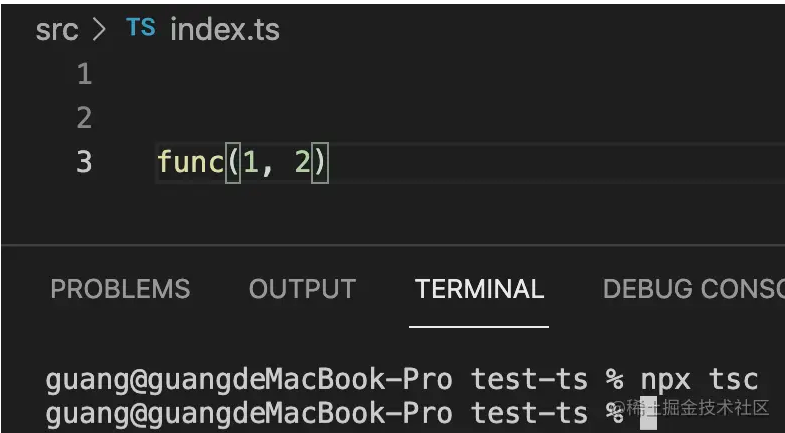 src > TS index.ts
1
2
3 func(1, 2)
PROBLEMS OUTPUT TERMINAL DEBUG CONSO
guang@guangdeMacBook-Pro test-ts % npx tsc
guang@guangdeMacBook-Pro test-ts %
@稀土掘金技术社区